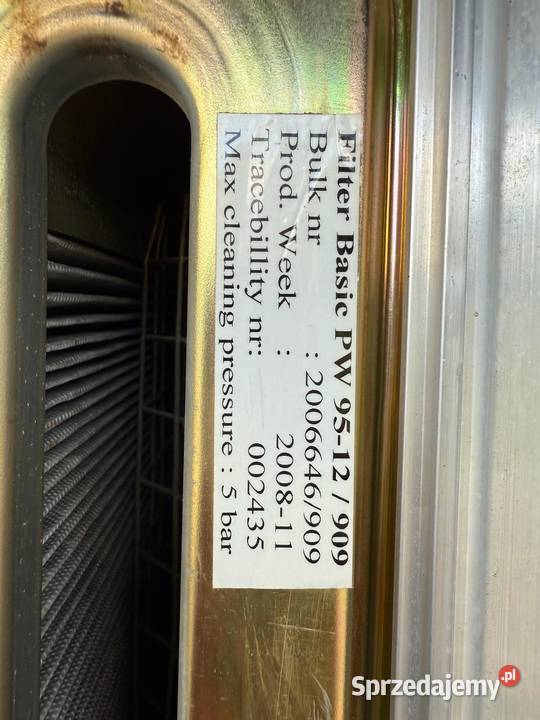 Filter Basic PW 95-12 / 909
Bulk nr : 2006646/909
Prod. Week : 2008-11
Tracebillity nr: 002435
Max cleaning pressure : 5 bar
Sprzedajemy.pl